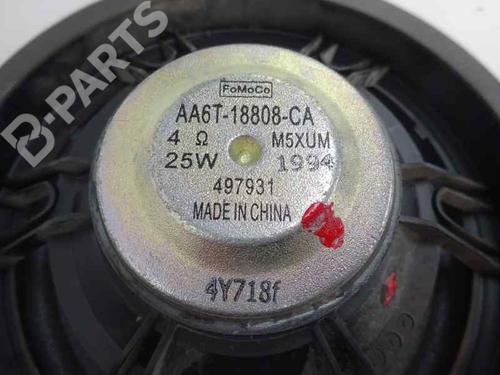 B-PARTS
FoMoCo
AA6T-18808-CA
4 Ω M5XUM
25W 1994
497931
MADE IN CHINA
4Y718f